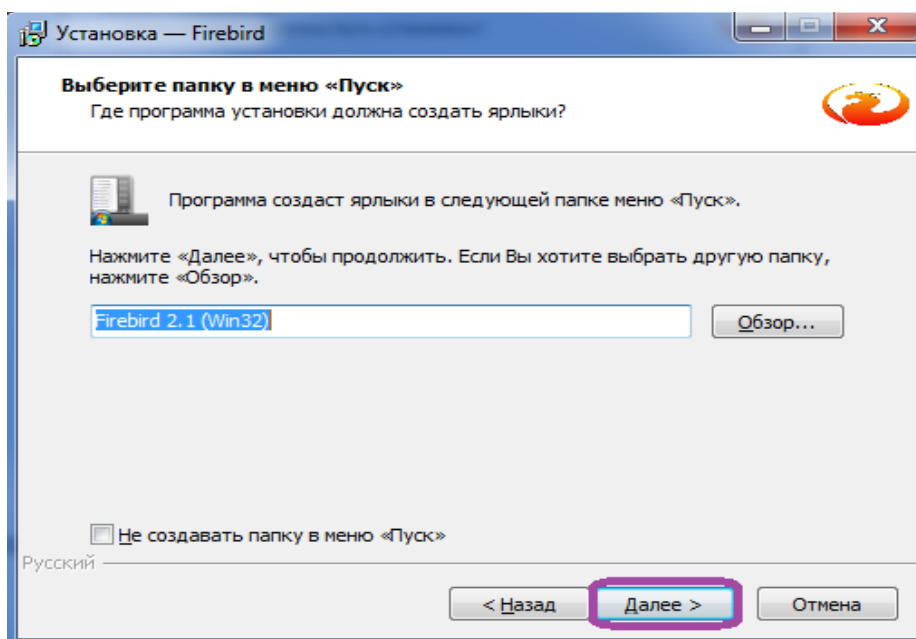 Установка — Firebird
Выберите папку в меню «Пуск»
Где программа установки должна создать ярлыки?
Программа создаст ярлыки в следующей папке меню «Пуск».
Нажмите «Далее», чтобы продолжить. Если Вы хотите выбрать другую папку,
нажмите «Обзор».
Firebird 2.1 (Win32)
Обзор...
Не создавать папку в меню «Пуск»
Русский
< Назад
Далее >
Отмена